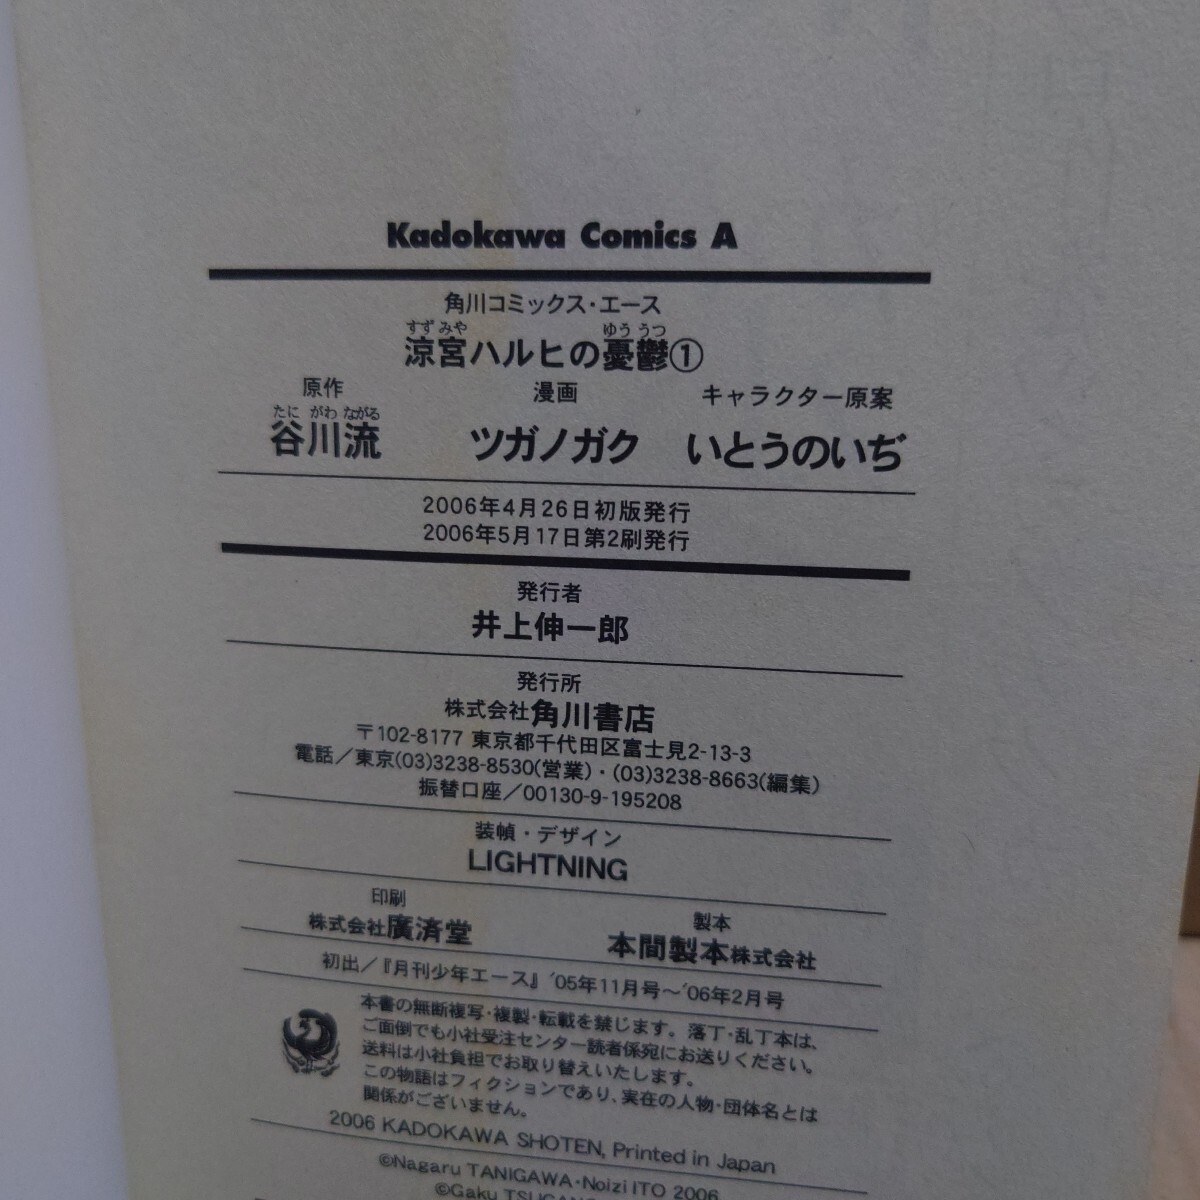 Kadokawa Comics A
角川コミックス・エース
すずみや ゆううつ
涼宮ハルヒの憂鬱①
原作 漫画 キャラクター原案
たに がわ ながる
谷川流 ツガノガク いとうのいぢ
2006年4月26日初版発行
2006年5月17日第2刷発行
発行者
井上伸一郎
発行所
株式会社角川書店
〒102-8177 東京都千代田区富士見2-13-3
電話／東京(03)3238-8530(営業)・(03)3238-8663(編集)
振替口座／00130-9-195208
装幀・デザイン
LIGHTNING
印刷 製本
株式会社廣済堂 本間製本株式会社
初出／『月刊少年エース』'05年11月号〜'06年2月号
本書の無断複写・複製・転載を禁じます。落丁・乱丁本は、
ご面倒でも小社受注センター読者係宛にお送りください。
送料は小社負担でお取り替えいたします。
この物語はフィクションであり、実在の人物・団体名とは
関係がございません。
2006 KADOKAWA SHOTEN, Printed in Japan
©Nagaru TANIGAWA・Noizi ITO 2006
©Gaku